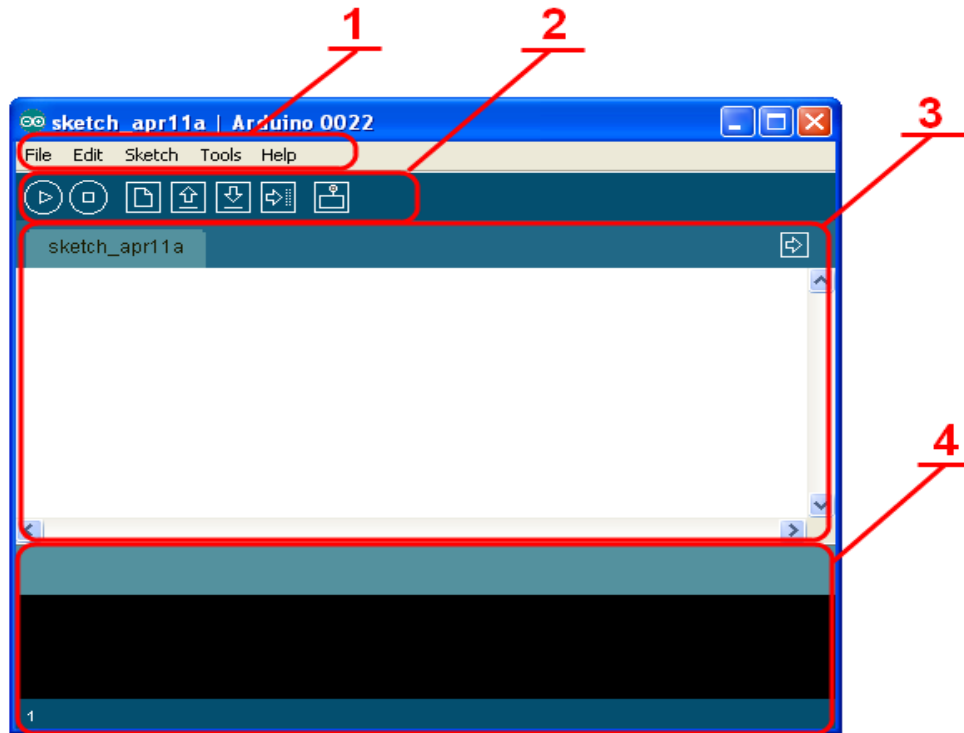 1 2
sketch_apr11a | Arduino 0022
3
File Edit Sketch Tools Help
sketch_apr11a
4
1